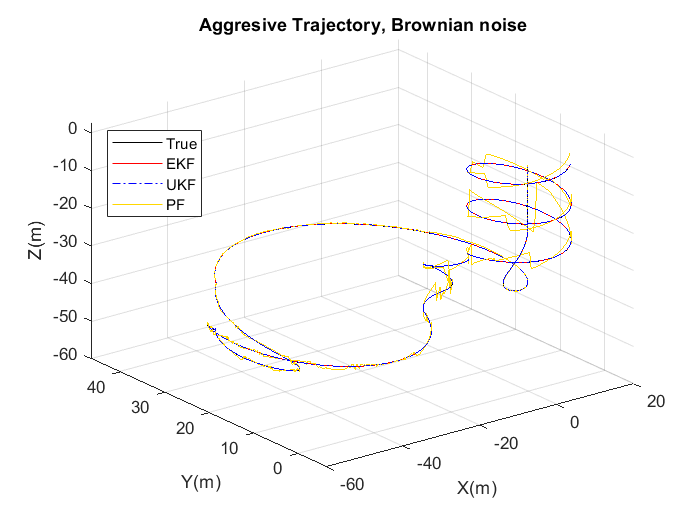 Aggresive Trajectory, Brownian noise
True
EKF
UKF
PF
Z(m)
0
-10
-20
-30
-40
-50
-60
Y(m)
40
30
20
10
0
X(m)
-60
-40
-20
0
20